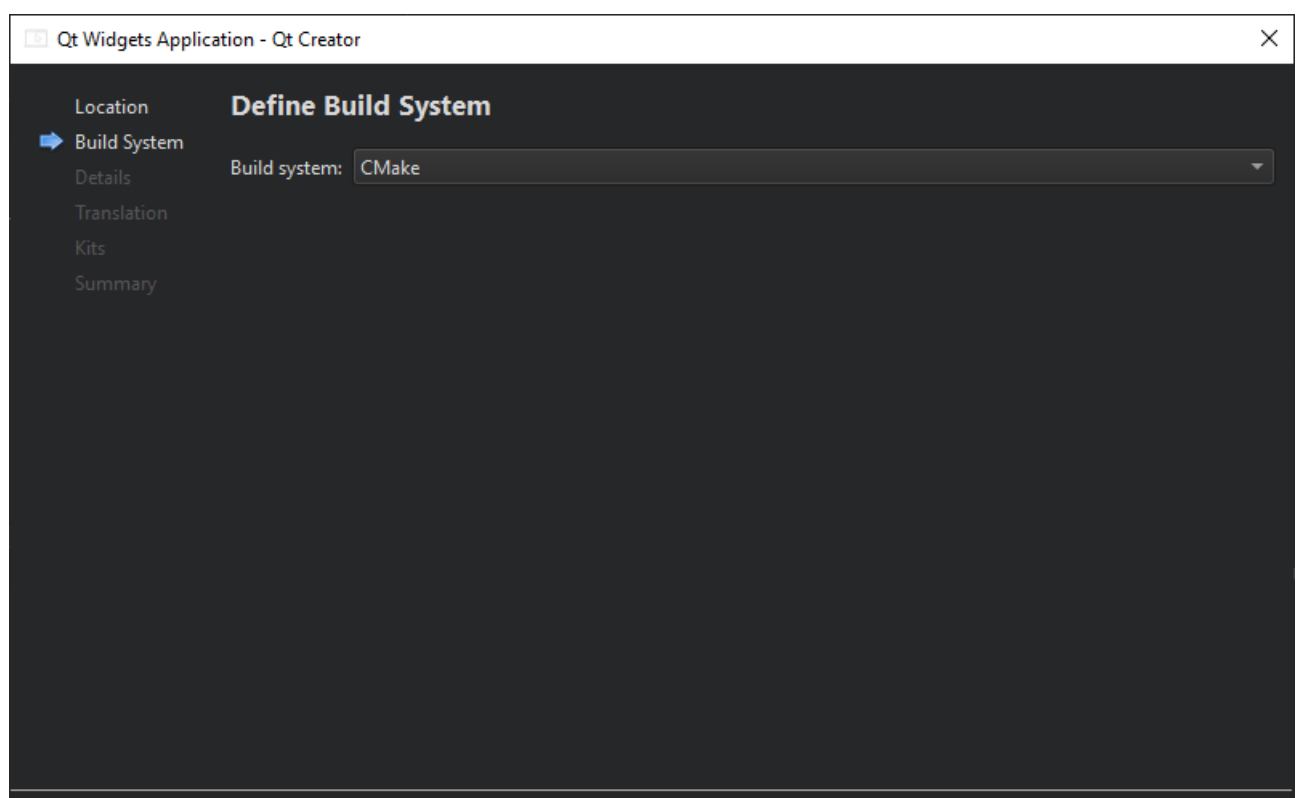 Qt Widgets Application - Qt Creator
Location
Build System
Details
Translation
Kits
Summary
Define Build System
Build system: CMake